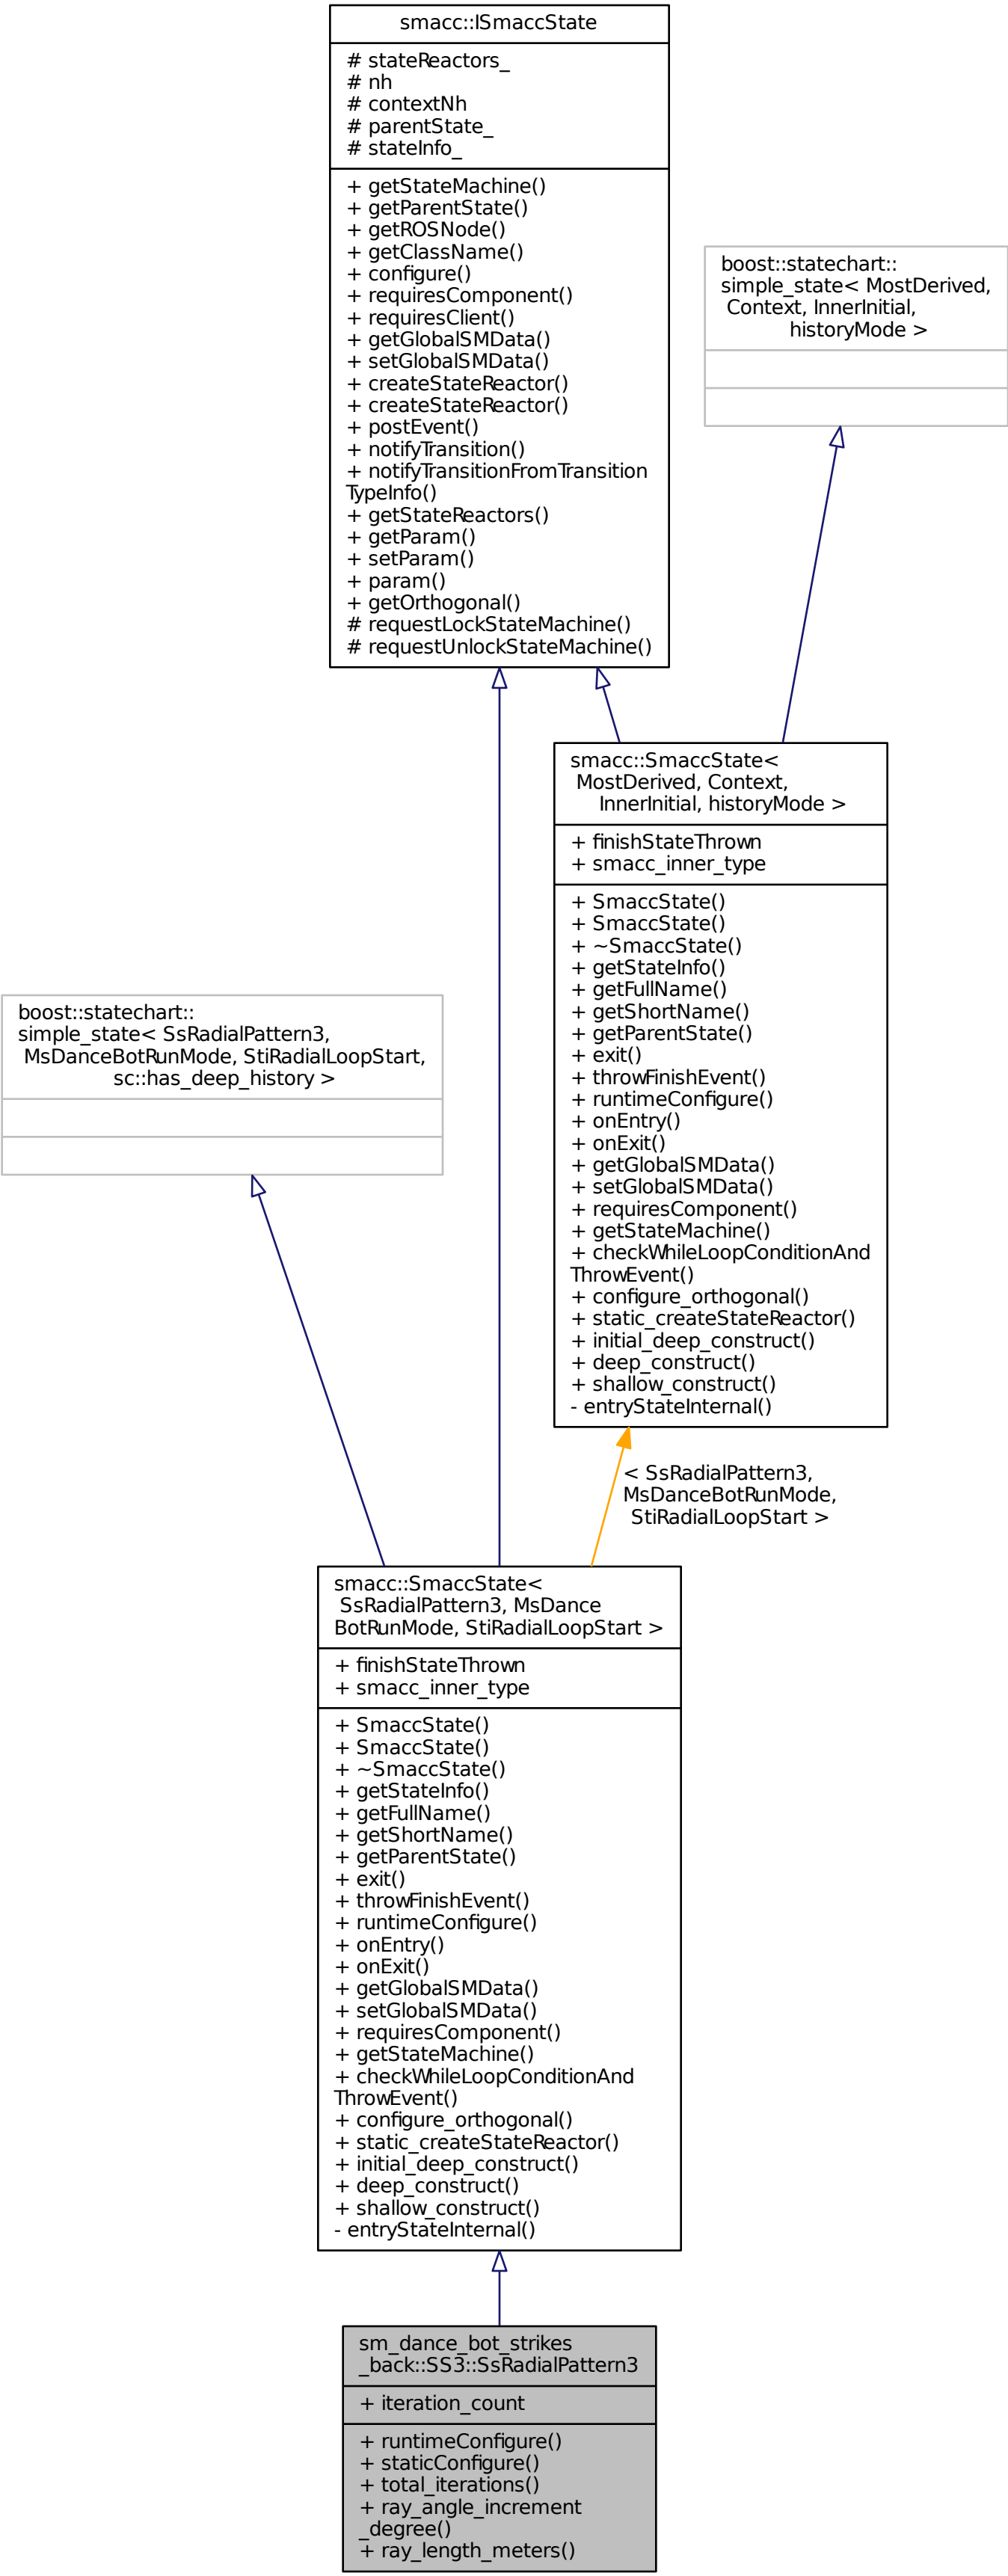 smacc::ISmaccState
# stateReactors_
# nh
# contextNh
# parentState_
# stateInfo_
+ getStateMachine()
+ getParentState()
+ getROSNode()
+ getClassName()
+ configure()
+ requiresComponent()
+ requiresClient()
+ getGlobalSMData()
+ setGlobalSMData()
+ createStateReactor()
+ createStateReactor()
+ postEvent()
+ notifyTransition()
+ notifyTransitionFromTransition
TypeInfo()
+ getStateReactors()
+ getParam()
+ setParam()
+ param()
+ getOrthogonal()
# requestLockStateMachine()
# requestUnlockStateMachine()
boost::statechart::
simple_state< MostDerived,
Context, InnerInitial,
historyMode >
smacc::SmaccState<
MostDerived, Context,
InnerInitial, historyMode >
+ finishStateThrown
+ smacc_inner_type
+ SmaccState()
+ SmaccState()
+ ~SmaccState()
+ getStateInfo()
+ getFullName()
+ getShortName()
+ getParentState()
+ exit()
+ throwFinishEvent()
+ runtimeConfigure()
+ onEntry()
+ onExit()
+ getGlobalSMData()
+ setGlobalSMData()
+ requiresComponent()
+ getStateMachine()
+ checkWhileLoopConditionAnd
ThrowEvent()
+ configure_orthogonal()
+ static_createStateReactor()
+ initial_deep_construct()
+ deep_construct()
+ shallow_construct()
- entryStateInternal()
boost::statechart::
simple_state< SsRadialPattern3,
MsDanceBotRunMode, StiRadialLoopStart,
sc::has_deep_history >
< SsRadialPattern3,
MsDanceBotRunMode,
StiRadialLoopStart >
smacc::SmaccState<
SsRadialPattern3, MsDance
BotRunMode, StiRadialLoopStart >
+ finishStateThrown
+ smacc_inner_type
+ SmaccState()
+ SmaccState()
+ ~SmaccState()
+ getStateInfo()
+ getFullName()
+ getShortName()
+ getParentState()
+ exit()
+ throwFinishEvent()
+ runtimeConfigure()
+ onEntry()
+ onExit()
+ getGlobalSMData()
+ setGlobalSMData()
+ requiresComponent()
+ getStateMachine()
+ checkWhileLoopConditionAnd
ThrowEvent()
+ configure_orthogonal()
+ static_createStateReactor()
+ initial_deep_construct()
+ deep_construct()
+ shallow_construct()
- entryStateInternal()
sm_dance_bot_strikes
_back::SS3::SsRadialPattern3
+ iteration_count
+ runtimeConfigure()
+ staticConfigure()
+ total_iterations()
+ ray_angle_increment
_degree()
+ ray_length_meters()